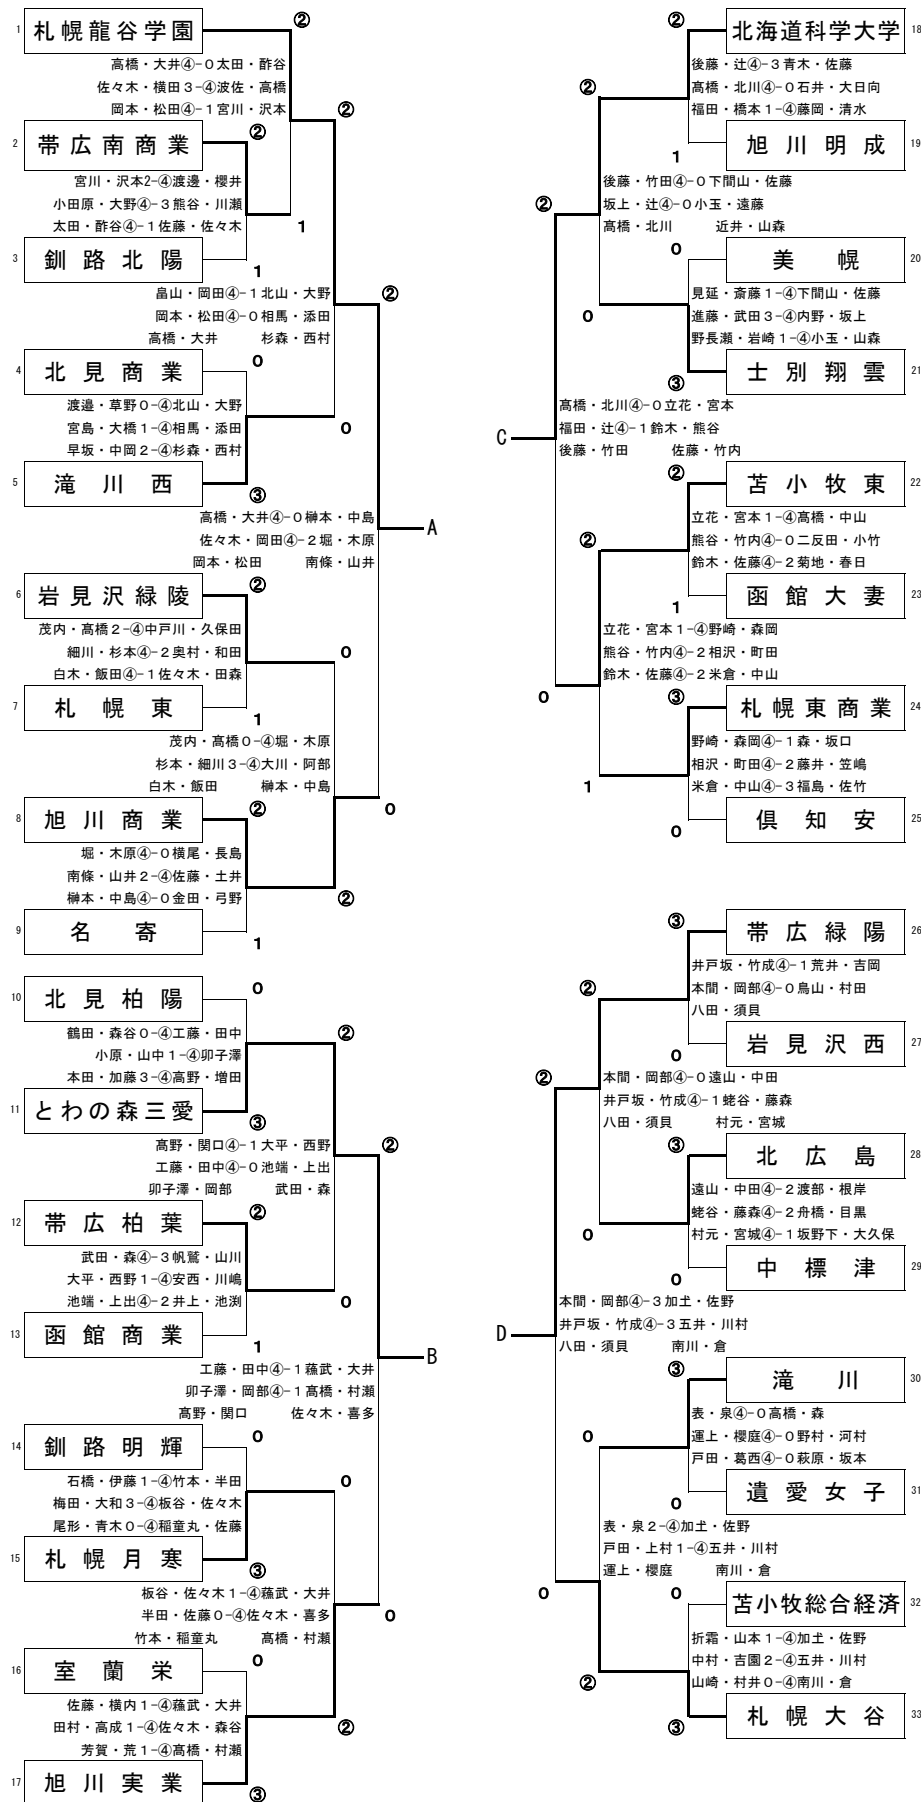 ②
1 札幌龍谷学園
高橋・大井④-０太田・酢谷
佐々木・横田３-④波佐・高橋
岡本・松田④-１宮川・沢本
②
②
2 帯広南商業
宮川・沢本2-④渡邊・櫻井
小田原・大野④-３熊谷・川瀬
太田・酢谷④-１佐藤・佐々木
1
3 釧路北陽
1
畠山・岡田④-１北山・大野
岡本・松田④-０相馬・添田
高橋・大井 杉森・西村
②
0
4 北見商業
渡邉・草野０-④北山・大野
宮島・大橋１-④相馬・添田
早坂・中岡２-④杉森・西村
0
5 滝川西
③
高橋・大井④-０榊本・中島
佐々木・岡田④-２堀・木原
岡本・松田 南條・山井
A
②
6 岩見沢緑陵
茂内・髙橋２-④中戸川・久保田
細川・杉本④-２奥村・和田
白木・飯田④-１佐々木・田森
0
7 札幌東
1
茂内・髙橋０-④堀・木原
杉本・細川３-④大川・阿部
白木・飯田 榊本・中島
0
②
8 旭川商業
堀・木原④-０横尾・長島
南條・山井２-④佐藤・土井
榊本・中島④-０金田・弓野
②
9 名寄
1
0
10 北見柏陽
鶴田・森谷０-④工藤・田中
小原・山中１-④卯子澤
本田・加藤３-④高野・増田
②
11 とわの森三愛
③
髙野・関口④-１大平・西野
工藤・田中④-０池端・上出
卯子澤・岡部 武田・森
②
②
12 帯広柏葉
武田・森④-３帆鷲・山川
大平・西野１-④安西・川嶋
池端・上出④-２井上・池渕
0
13 函館商業
1
工藤・田中④-１蘓武・大井
卯子澤・岡部④-１髙橋・村瀬
髙野・関口 佐々木・喜多
B
0
14 釧路明輝
石橋・伊藤１-④竹本・半田
梅田・大和３-④板谷・佐々木
尾形・青木０-④稲童丸・佐藤
0
15 札幌月寒
③
板谷・佐々木１-④蘓武・大井
半田・佐藤０-④佐々木・喜多
竹本・稲童丸 髙橋・村瀬
0
0
16 室蘭栄
佐藤・横内１-④蘓武・大井
田村・高成１-④佐々木・森谷
芳賀・荒１-④髙橋・村瀬
②
17 旭川実業
③
②
北海道科学大学 18
後藤・辻④-３青木・佐藤
髙橋・北川④-０石井・大日向
福田・橋本１-④藤岡・清水
②
旭川明成 19
1
後藤・竹田④-０下間山・佐藤
坂上・辻④-０小玉・遠藤
髙橋・北川 近井・山森
②
0
美幌 20
見延・斎藤１-④下間山・佐藤
進藤・武田３-④内野・坂上
野長瀬・岩崎１-④小玉・山森
0
士別翔雲 21
③
髙橋・北川④-０立花・宮本
福田・辻④-１鈴木・熊谷
後藤・竹田 佐藤・竹内
C
②
苫小牧東 22
立花・宮本１-④髙橋・中山
熊谷・竹内④-０二反田・小竹
鈴木・佐藤④-２菊地・春日
②
函館大妻 23
1
立花・宮本１-④野崎・森岡
熊谷・竹内④-２相沢・町田
鈴木・佐藤④-２米倉・中山
0
③
札幌東商業 24
野崎・森岡④-１森・坂口
相沢・町田④-２藤井・笠嶋
米倉・中山④-３福島・佐竹
1
倶知安 25
0
③
帯広緑陽 26
井戸坂・竹成④-１荒井・吉岡
本間・岡部④-０鳥山・村田
八田・須貝
②
岩見沢西 27
0
本間・岡部④-０遠山・中田
井戸坂・竹成④-１蛯谷・藤森
八田・須貝 村元・宮城
②
③
北広島 28
遠山・中田④-２渡部・根岸
蛯谷・藤森④-２舟橋・目黒
村元・宮城④-１坂野下・大久保
0
中標津 29
0
本間・岡部④-３加𡈽・佐野
井戸坂・竹成④-３五井・川村
八田・須貝 南川・倉
D
③
滝川 30
表・泉④-０高橋・森
運上・櫻庭④-０野村・河村
戸田・葛西④-０萩原・坂本
0
遺愛女子 31
0
表・泉２-④加・佐野
戸田・上村１-④五井・川村
運上・櫻庭 南川・倉
0
0
苫小牧総合経済 32
折霜・山本１-④加・佐野
中村・吉園２-④五井・川村
山崎・村井０-④南川・倉
②
札幌大谷 33
③